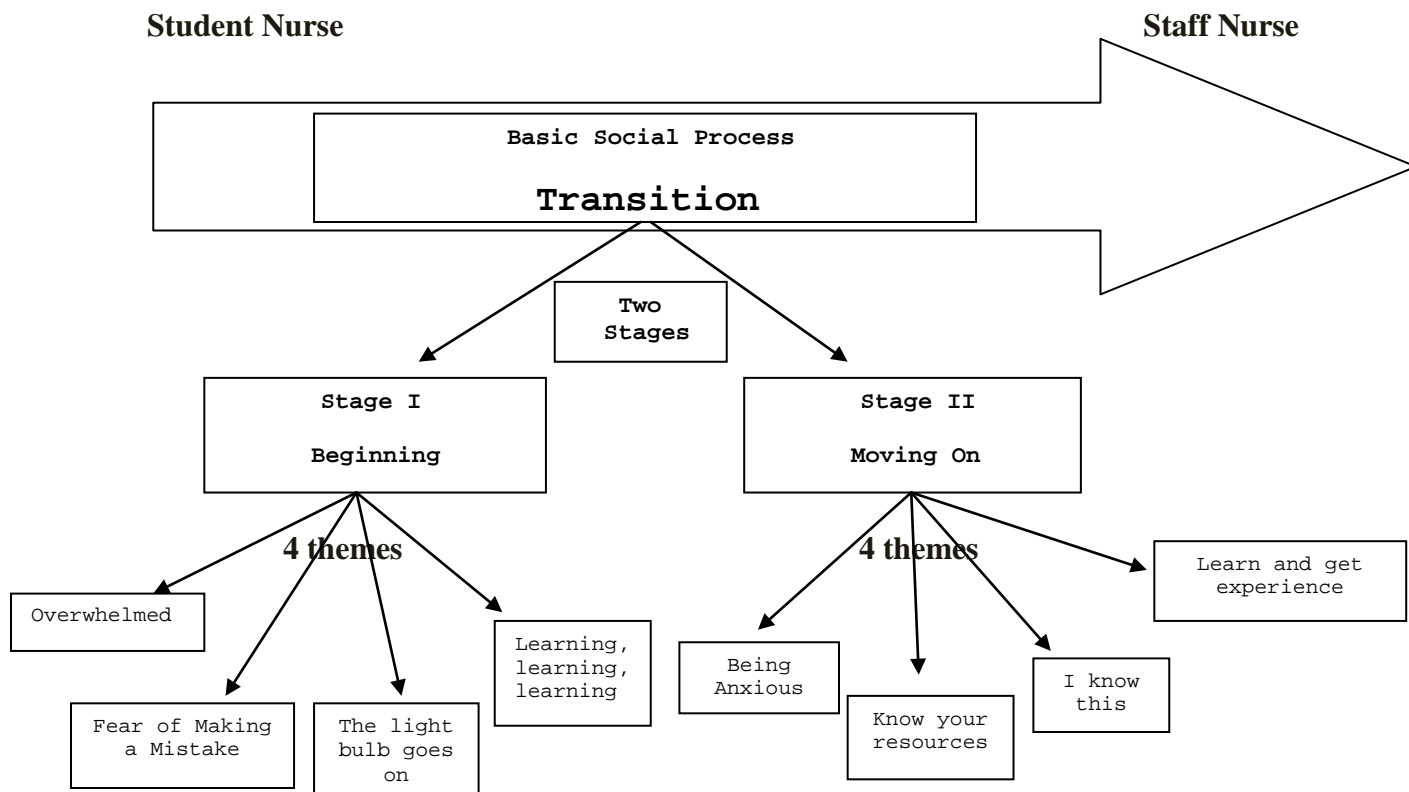 Student Nurse
Staff Nurse
Basic Social Process
Transition
Two
Stages
Stage I
Beginning
Stage II
Moving On
4 themes
4 themes
Overwhelmed
Fear of Making
a Mistake
The light
bulb goes
on
Learning,
learning,
learning
Being
Anxious
Know your
resources
I know
this
Learn and get
experience